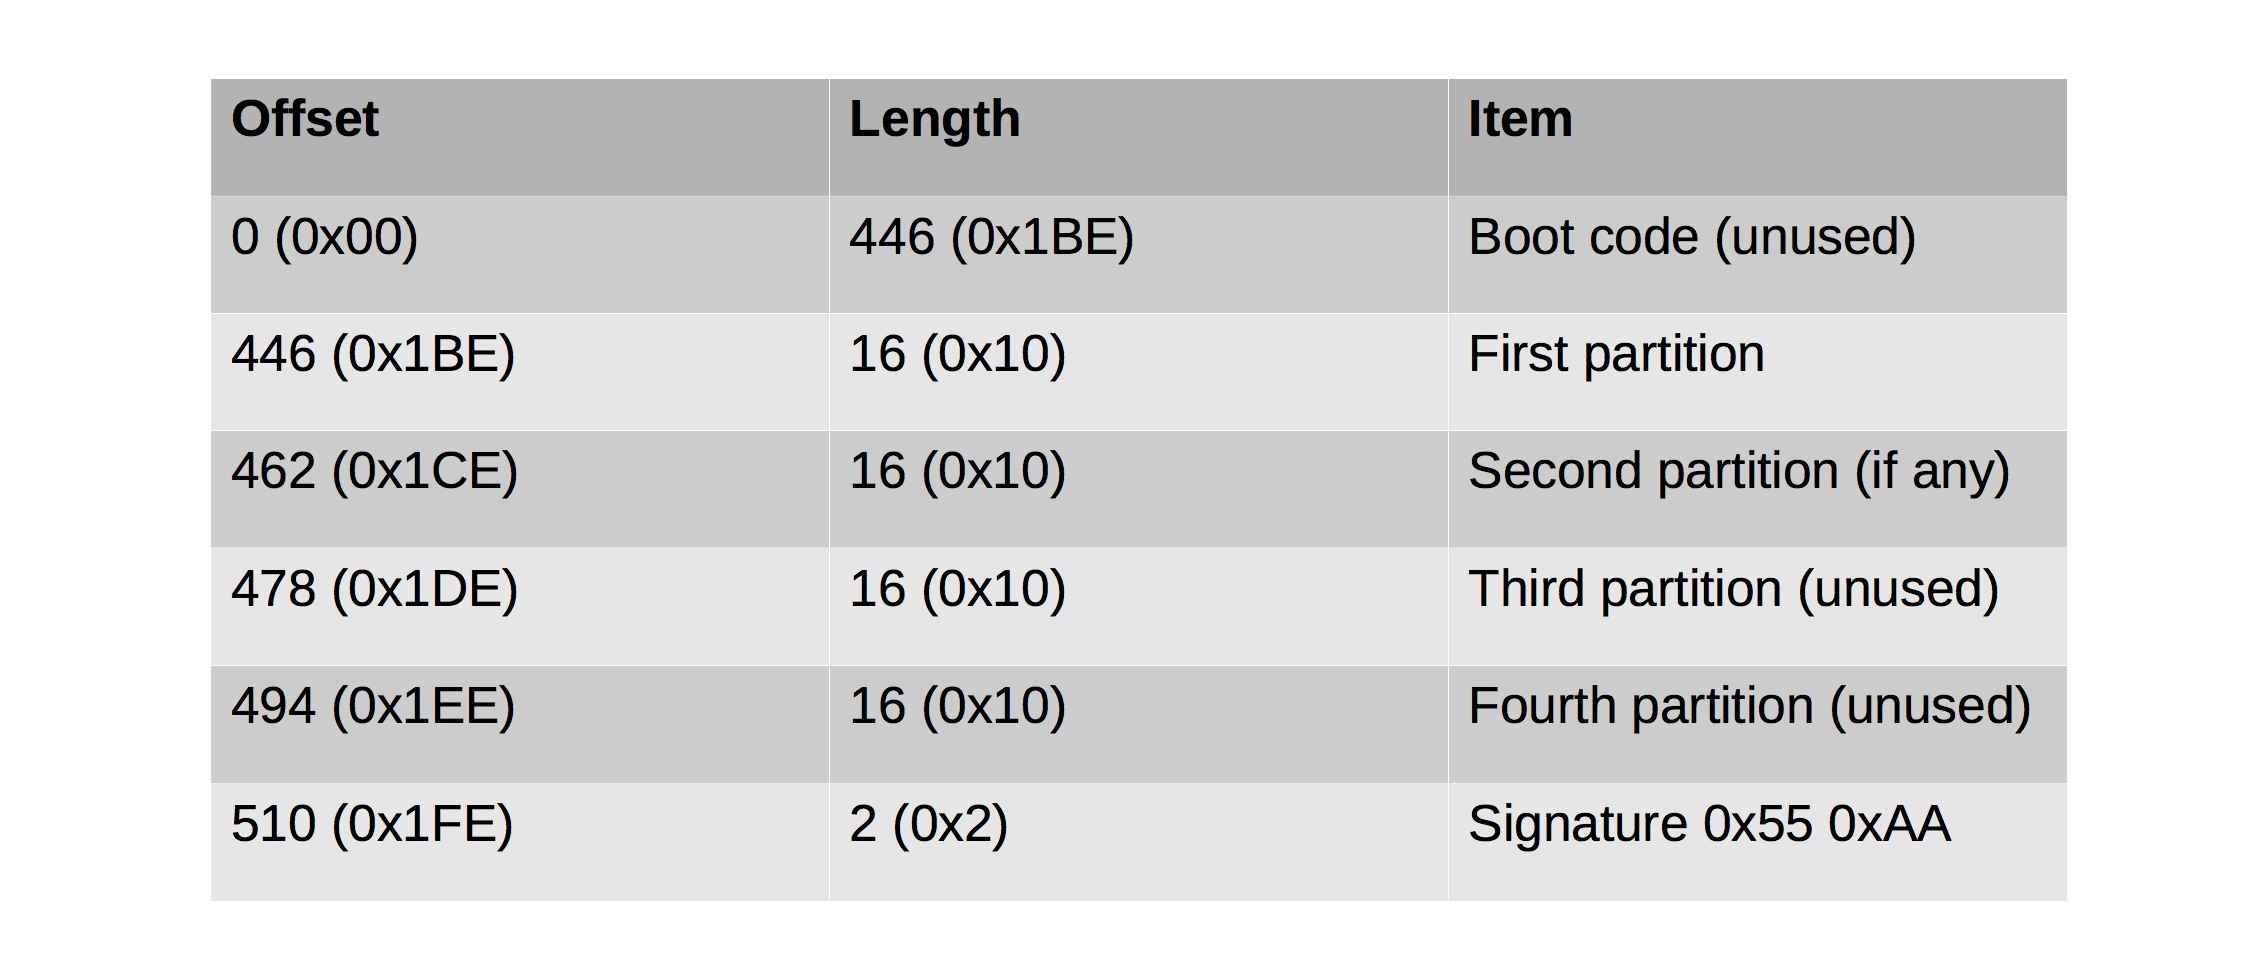 Offset Length Item
0 (0x00) 446 (0x1BE) Boot code (unused)
446 (0x1BE) 16 (0x10) First partition
462 (0x1CE) 16 (0x10) Second partition (if any)
478 (0x1DE) 16 (0x10) Third partition (unused)
494 (0x1EE) 16 (0x10) Fourth partition (unused)
510 (0x1FE) 2 (0x2) Signature 0x55 0xAA